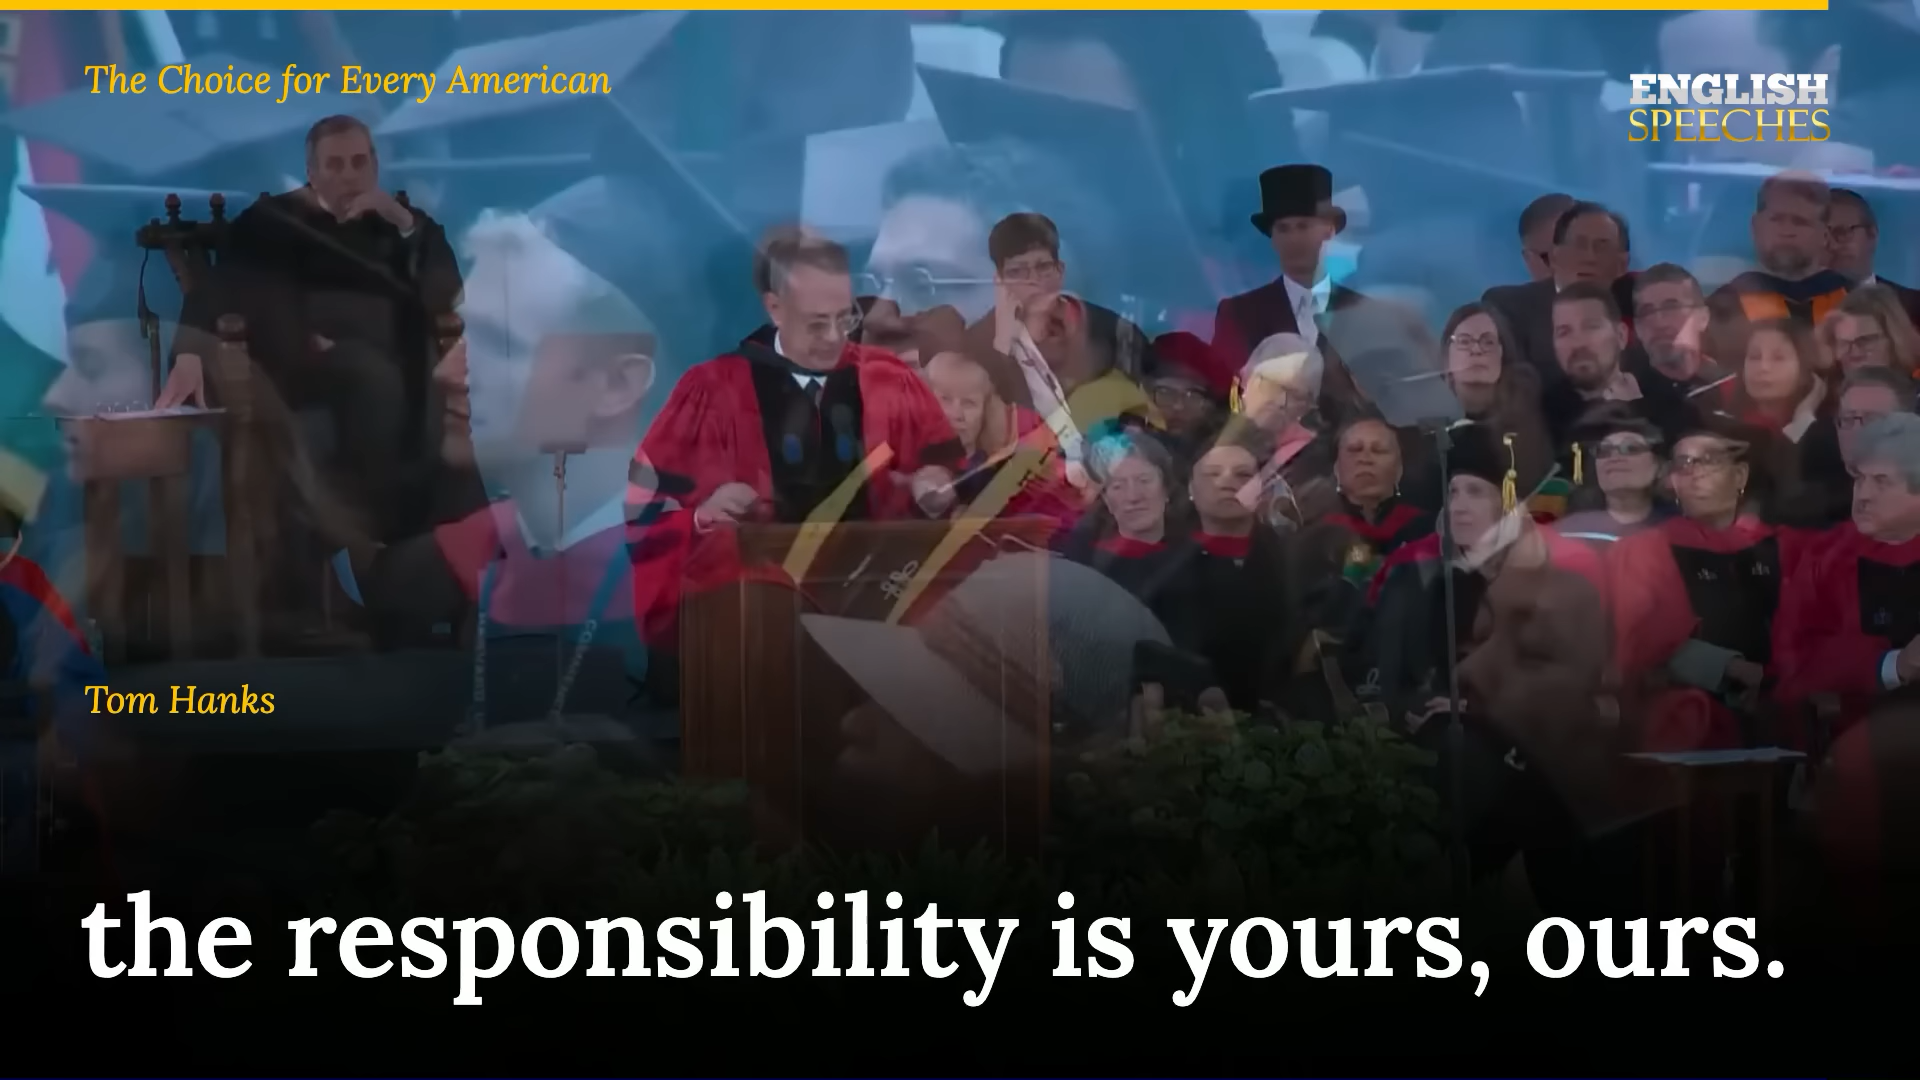 The Choice for Every American
ENGLISH
SPEECHES
Tom Hanks
the responsibility is yours, ours.